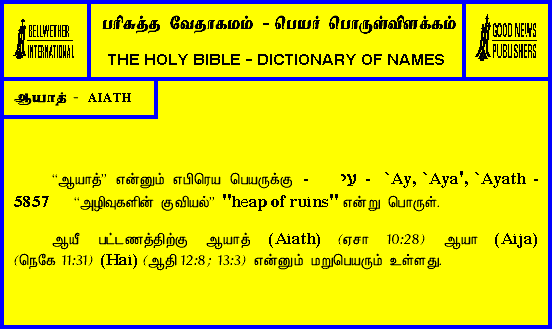 BELLWETHER
INTERNATIONAL
பரிசுத்த வேதாகமம் - பெயர் பொருள்விளக்கம்
THE HOLY BIBLE - DICTIONARY OF NAMES
GOOD NEWS
PUBLISHERS
ஆயாத் - AIATH
“ஆயாத்” என்னும் எபிரெய பெயருக்கு - עי - `Ay, `Aya', `Ayath -
5857 “அழிவுகளின் குவியல்” "heap of ruins" என்று பொருள்.
ஆயீ பட்டணத்திற்கு ஆயாத் (Aiath) (ஏசா 10:28) ஆயா (Aija)
(நெகே 11:31) (Hai) (ஆதி 12:8; 13:3) என்னும் மறுபெயரும் உள்ளது.